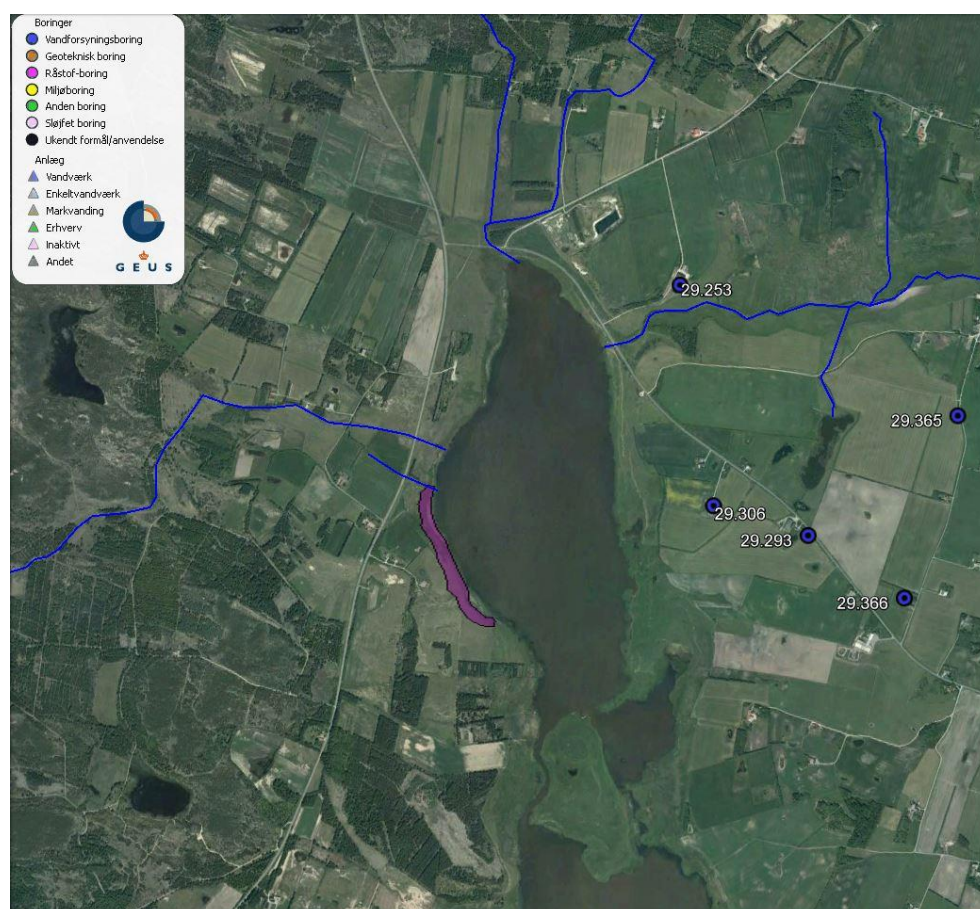 Boringer
Vandforsyningsboring
Geoteknisk boring
Råstof-boring
Miljøboring
Anden boring
Sløjfet boring
Ukendt formål/anvendelse
Anlæg
Vandværk
Enkeltvandværk
Markvanding
Erhverv
Inaktivt
Andet
G E U S
29.253
29.365
29.306
29.293
29.366